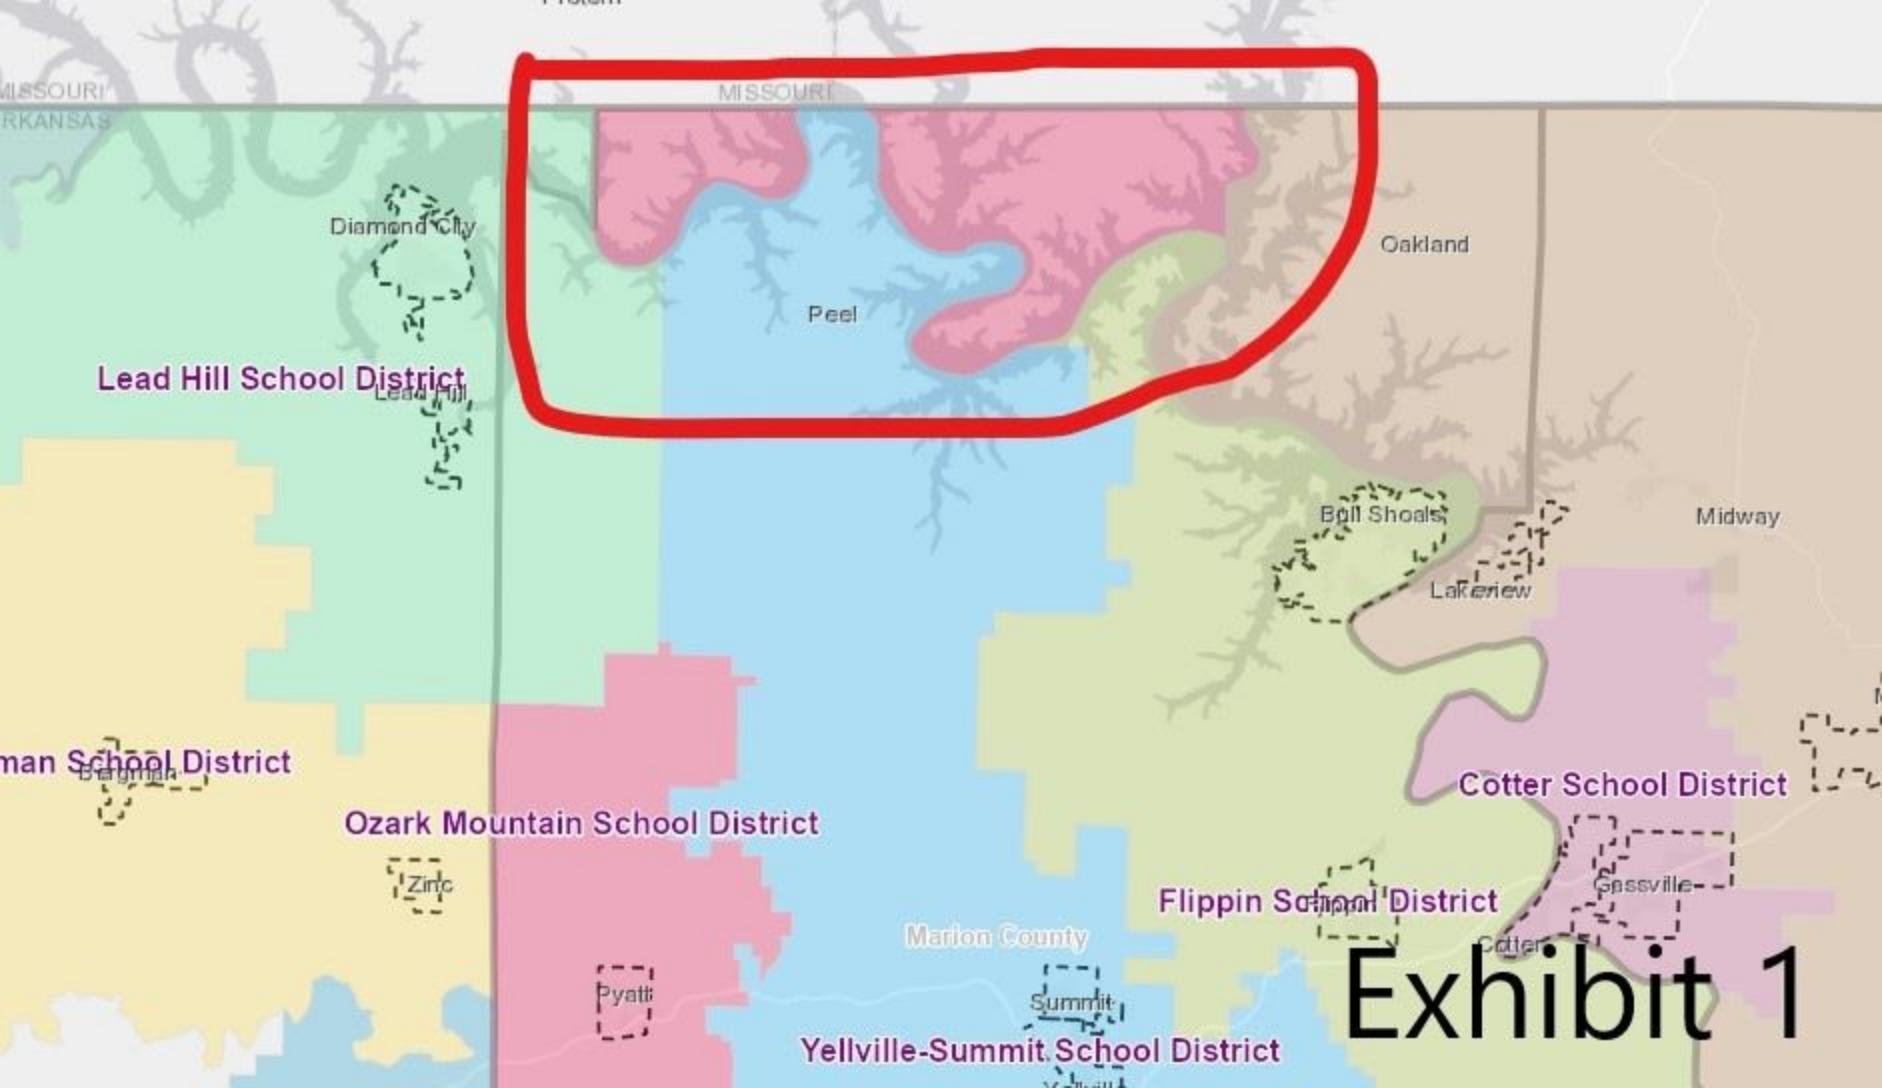 MISSOURI
MISSOURI
Diamond City
Oakland
Peel
Lead Hill School District
Lead Hill
Bull Shoals
Midway
Lakeview
man School District
Bergman
Cotter School District
Ozark Mountain School District
Zinc
Gassville
Flippin School District
Flippin
Marion County
Cotter
Pyatt
Summit
Exhibit 1
Yellville-Summit School District